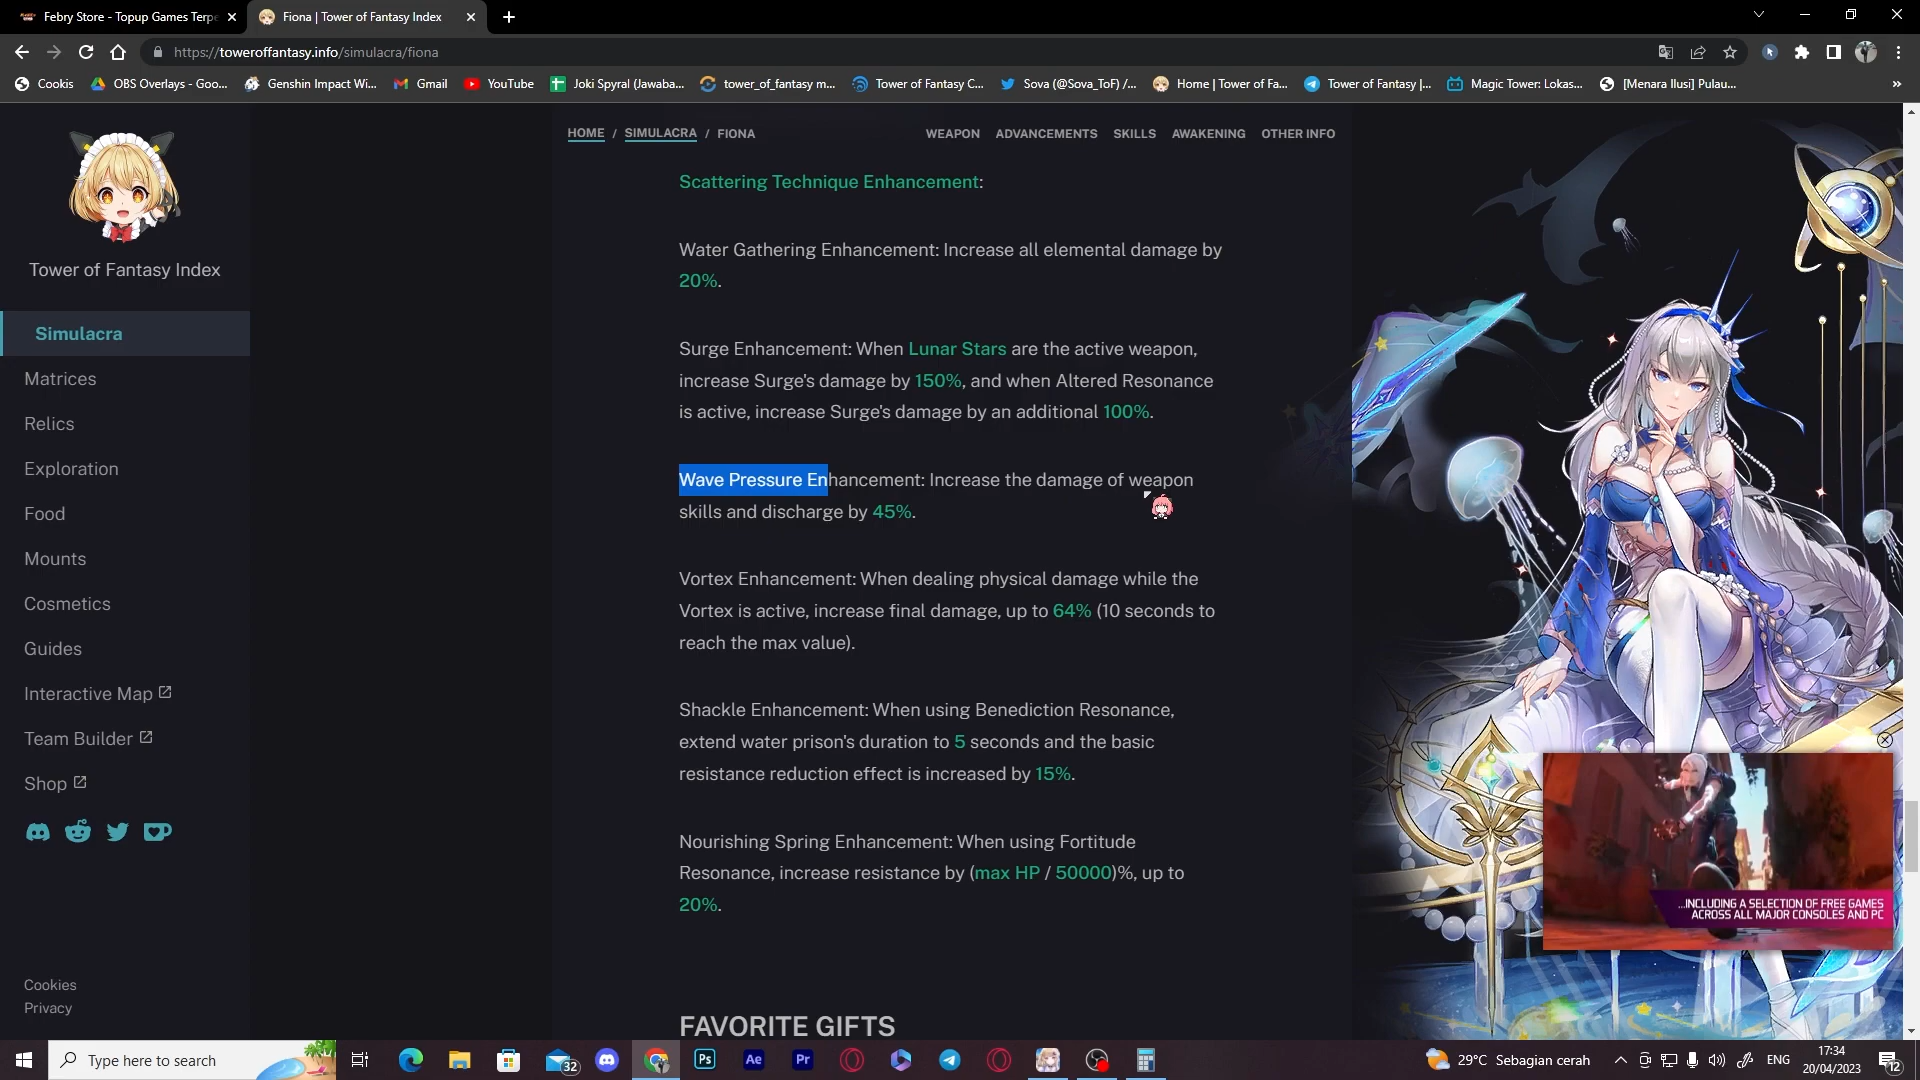 Febry Store - Topup Games Terpe
Fiona | Tower of Fantasy Index
https://toweroffantasy.info/simulacra/fiona
Cookis
OBS Overlays - Goo...
Genshin Impact Wi...
Gmail
YouTube
Joki Spyral (Jawaba...
tower_of_fantasy m...
Tower of Fantasy C...
Sova (@Sova_ToF) /...
Home | Tower of Fa...
Tower of Fantasy |...
Magic Tower: Lokas...
[Menara Ilusi] Pulau...
»
HOME / SIMULACRA / FIONA
WEAPON
ADVANCEMENTS
SKILLS
AWAKENING
OTHER INFO
Tower of Fantasy Index
Simulacra
Matrices
Relics
Exploration
Food
Mounts
Cosmetics
Guides
Interactive Map
Team Builder
Shop
Cookies
Privacy
Scattering Technique Enhancement:
Water Gathering Enhancement: Increase all elemental damage by
20%.
Surge Enhancement: When Lunar Stars are the active weapon,
increase Surge's damage by 150%, and when Altered Resonance
is active, increase Surge's damage by an additional 100%.
Wave Pressure Enhancement: Increase the damage of weapon
skills and discharge by 45%.
Vortex Enhancement: When dealing physical damage while the
Vortex is active, increase final damage, up to 64% (10 seconds to
reach the max value).
Shackle Enhancement: When using Benediction Resonance,
extend water prison's duration to 5 seconds and the basic
resistance reduction effect is increased by 15%.
Nourishing Spring Enhancement: When using Fortitude
Resonance, increase resistance by (max HP / 50000)%, up to
20%.
FAVORITE GIFTS
...INCLUDING A SELECTION OF FREE GAMES
ACROSS ALL MAJOR CONSOLES AND PC
Type here to search
32
Ps
Ae
Pr
29°C Sebagian cerah
ENG
17:34
20/04/2023
12